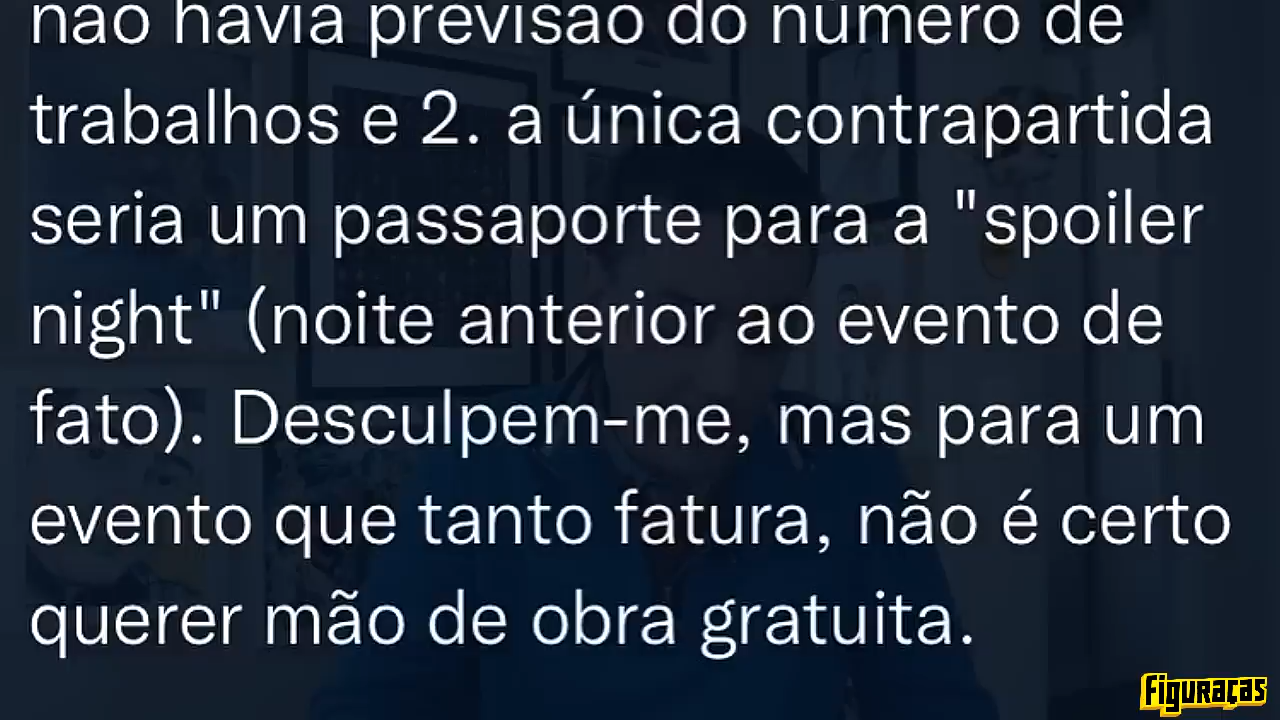 não havia previsão do número de
trabalhos e 2. a única contrapartida
seria um passaporte para a "spoiler
night" (noite anterior ao evento de
fato). Desculpem-me, mas para um
evento que tanto fatura, não é certo
querer mão de obra gratuita.
Figuraças